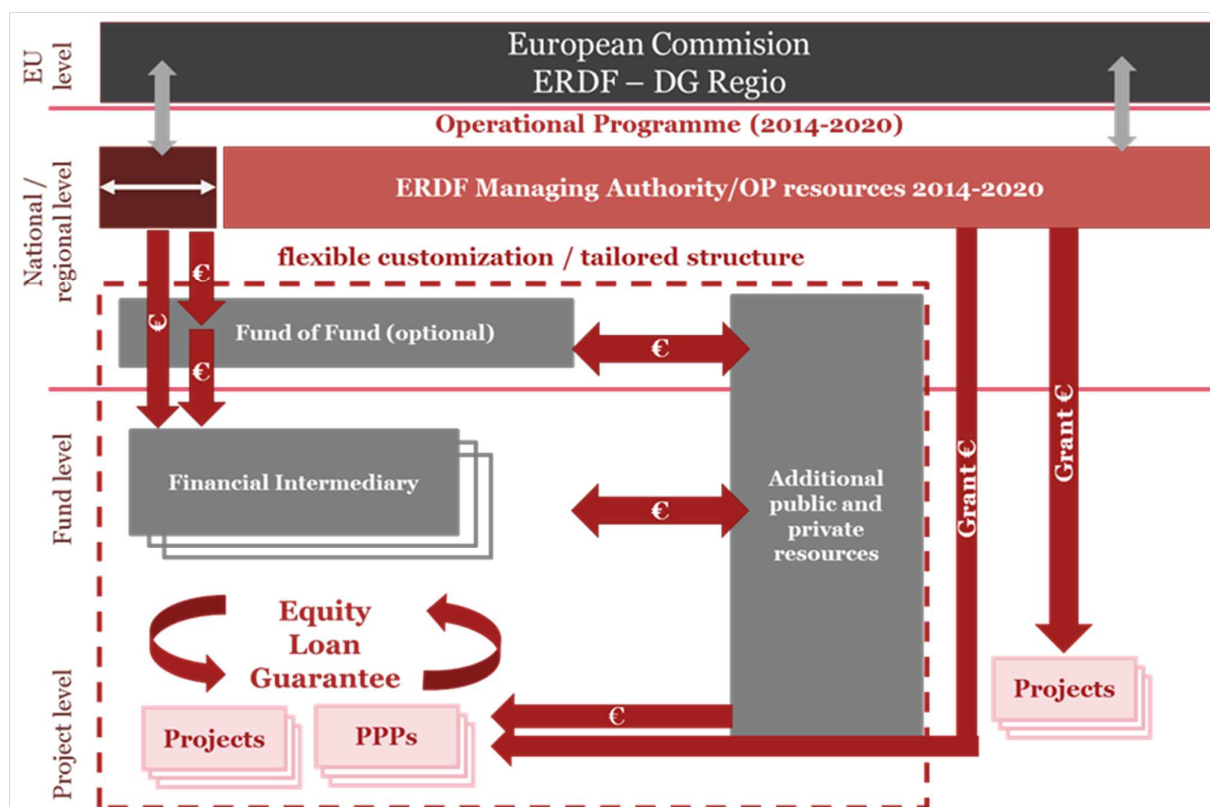 EU
level
European Commision
ERDF – DG Regio
Operational Programme (2014-2020)
National /
regional level
ERDF Managing Authority/OP resources 2014-2020
flexible customization / tailored structure
€
€
Fund of Fund (optional)
€
€
Fund level
Financial Intermediary
€
Additional
public and
private
resources
Grant €
Grant €
Project level
Equity
Loan
Guarantee
Projects
PPPs
€
Projects